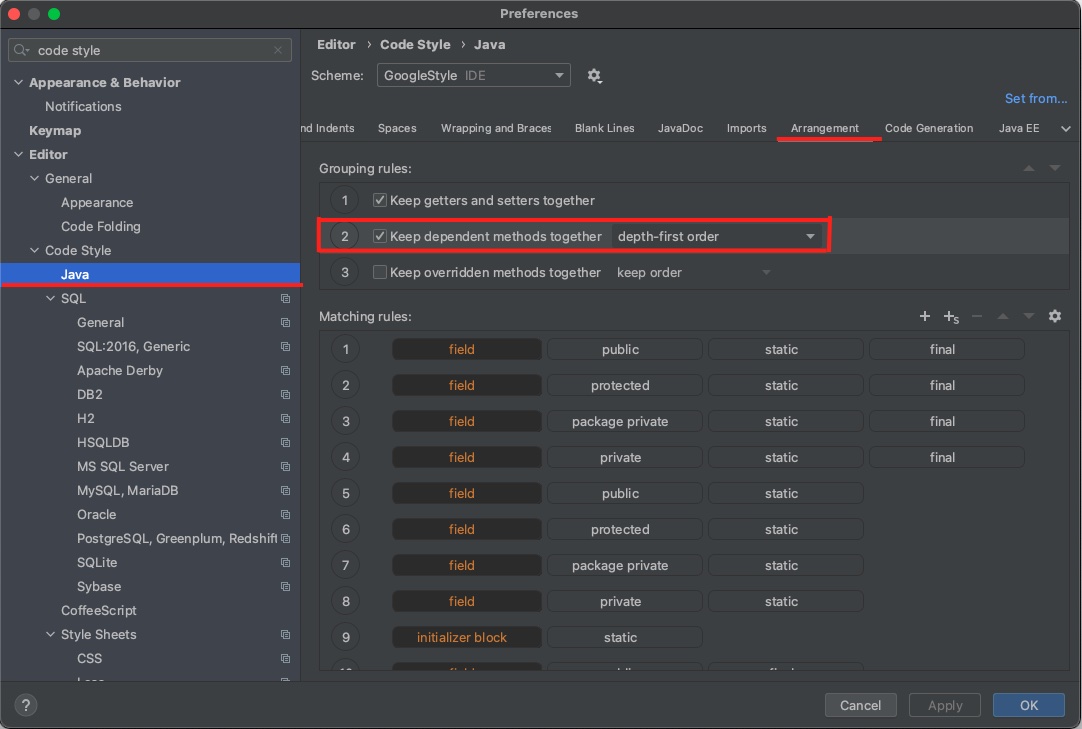 Preferences
code style
Appearance & Behavior
Notifications
Keymap
Editor
General
Appearance
Code Folding
Code Style
Java
SQL
General
SQL:2016, Generic
Apache Derby
DB2
H2
HSQLDB
MS SQL Server
MySQL, MariaDB
Oracle
PostgreSQL, Greenplum, Redshift
SQLite
Sybase
CoffeeScript
Style Sheets
CSS
Editor › Code Style › Java
Scheme: GoogleStyle IDE
Set from...
nd Indents Spaces Wrapping and Braces Blank Lines JavaDoc Imports Arrangement Code Generation Java EE
Grouping rules:
1 Keep getters and setters together
2 Keep dependent methods together depth-first order
3 Keep overridden methods together keep order
Matching rules:
1 field public static final
2 field protected static final
3 field package private static final
4 field private static final
5 field public static
6 field protected static
7 field package private static
8 field private static
9 initializer block static
? Cancel Apply OK